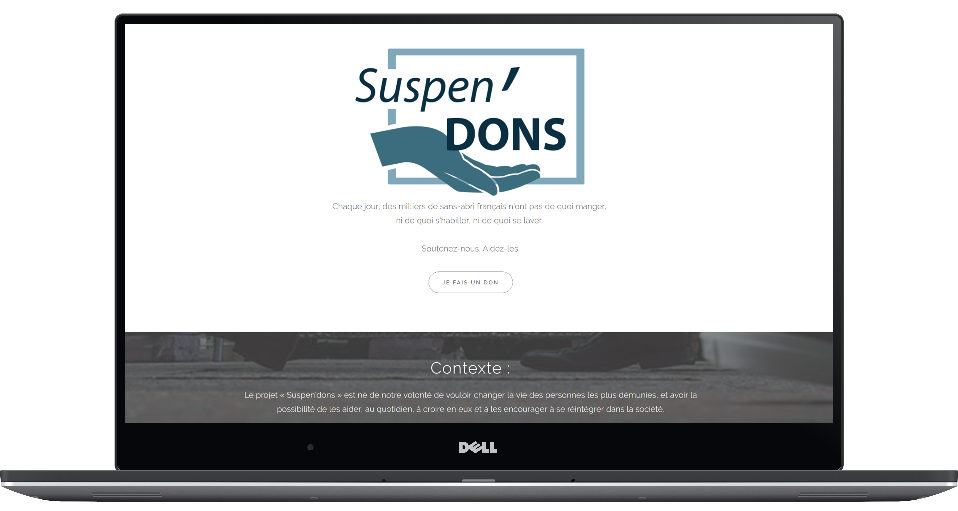 Suspen'
DONS
Chaque jour, des milliers de sans-abri français n'ont pas de quoi manger,
ni de quoi s'habiller, ni de quoi se laver.
Soutenez-nous. Aidez-les.
JE FAIS UN DON
Contexte :
Le projet « Suspen'dons » est né de notre volonté de vouloir changer la vie des personnes les plus démunies, et avoir la
possibilité de les aider, au quotidien, à croire en eux et à les encourager à se réintégrer dans la société.
DELL